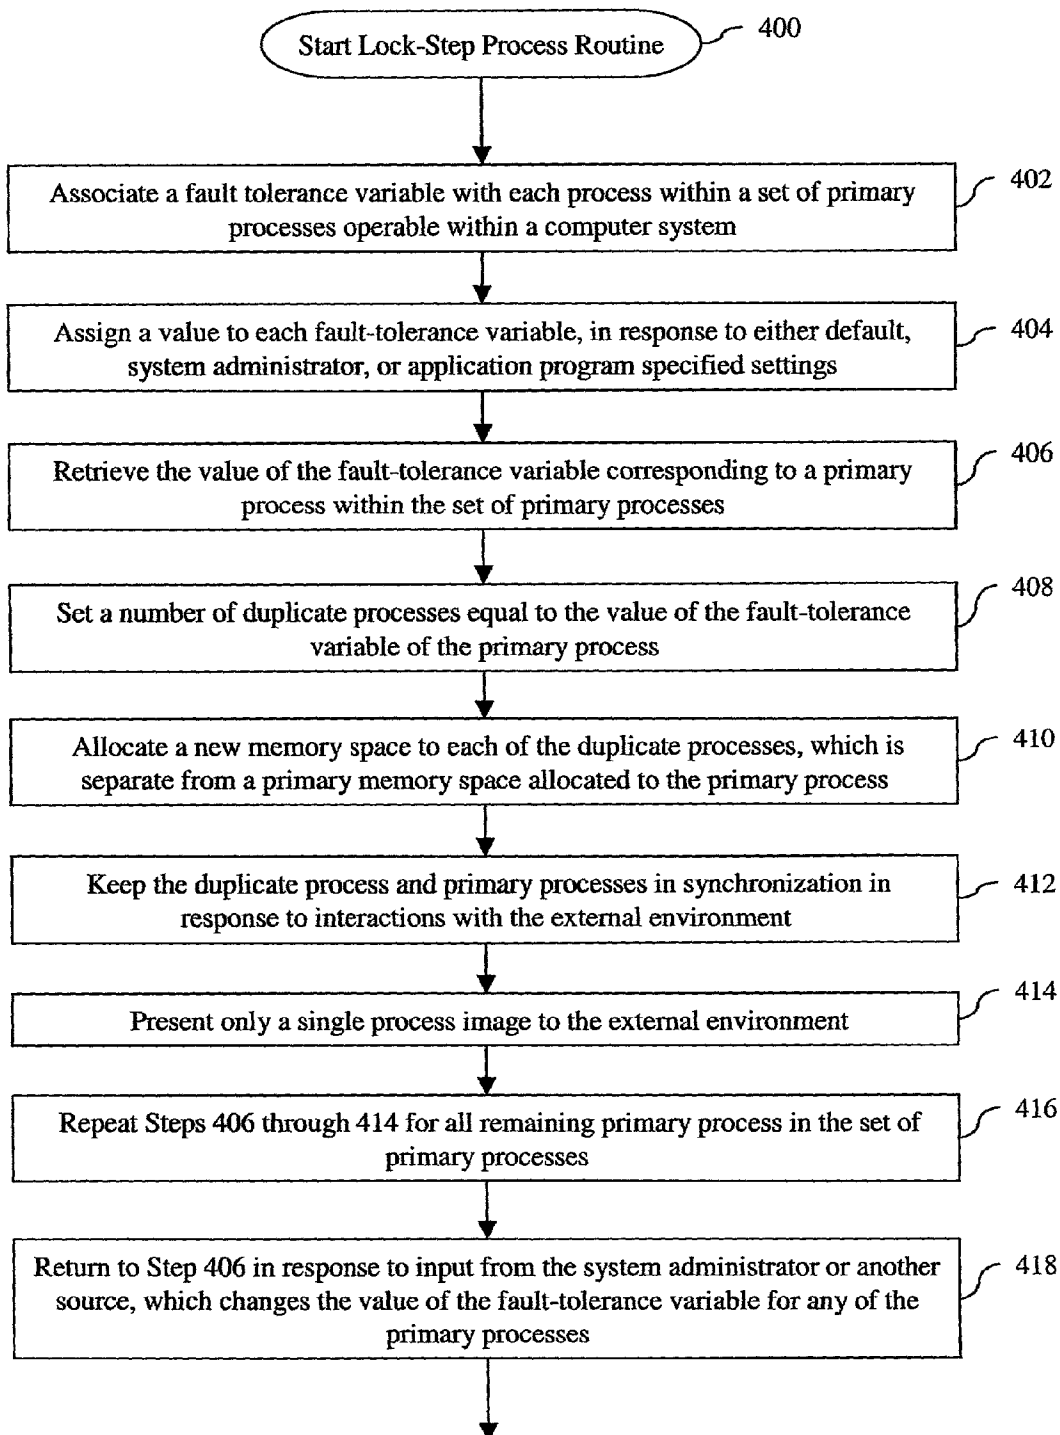 Start Lock-Step Process Routine
400
Associate a fault tolerance variable with each process within a set of primary
processes operable within a computer system
402
Assign a value to each fault-tolerance variable, in response to either default,
system administrator, or application program specified settings
404
Retrieve the value of the fault-tolerance variable corresponding to a primary
process within the set of primary processes
406
Set a number of duplicate processes equal to the value of the fault-tolerance
variable of the primary process
408
Allocate a new memory space to each of the duplicate processes, which is
separate from a primary memory space allocated to the primary process
410
Keep the duplicate process and primary processes in synchronization in
response to interactions with the external environment
412
Present only a single process image to the external environment
414
Repeat Steps 406 through 414 for all remaining primary process in the set of
primary processes
416
Return to Step 406 in response to input from the system administrator or another
source, which changes the value of the fault-tolerance variable for any of the
primary processes
418